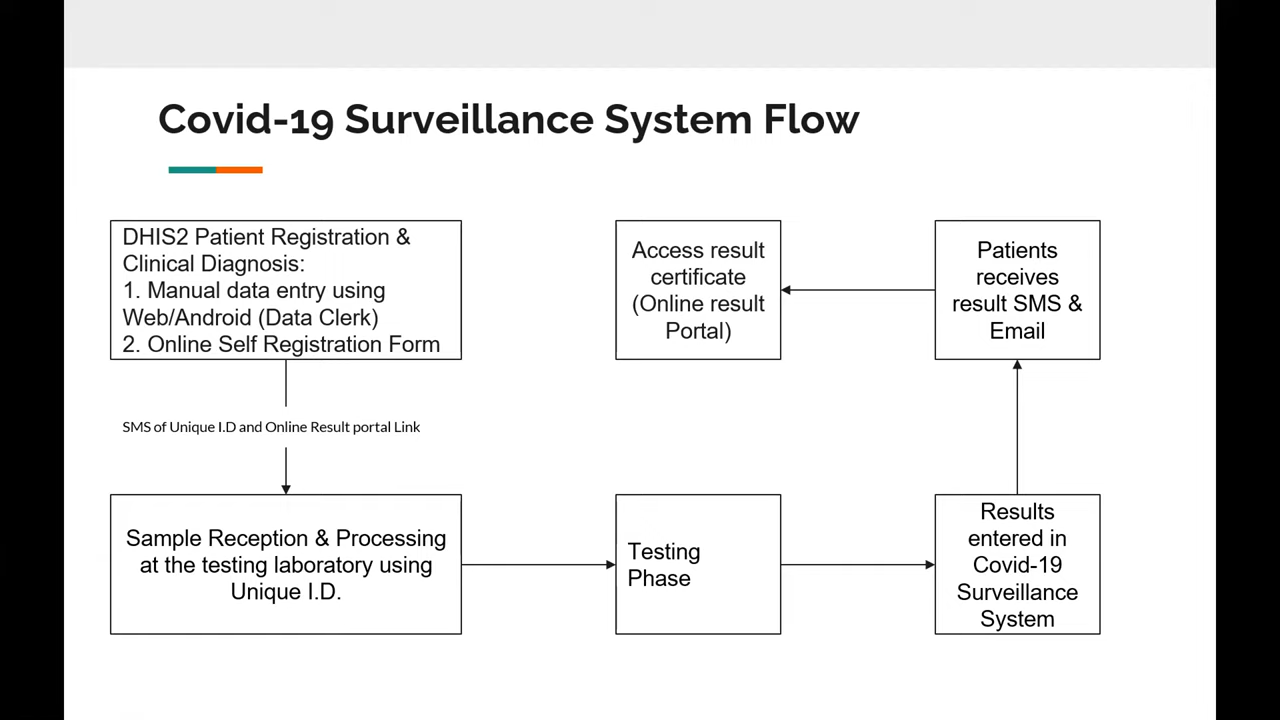 Covid-19 Surveillance System Flow
DHIS2 Patient Registration &
Clinical Diagnosis:
1. Manual data entry using
Web/Android (Data Clerk)
2. Online Self Registration Form
SMS of Unique I.D and Online Result portal Link
Sample Reception & Processing
at the testing laboratory using
Unique I.D.
Testing
Phase
Results
entered in
Covid-19
Surveillance
System
Patients
receives
result SMS &
Email
Access result
certificate
(Online result
Portal)